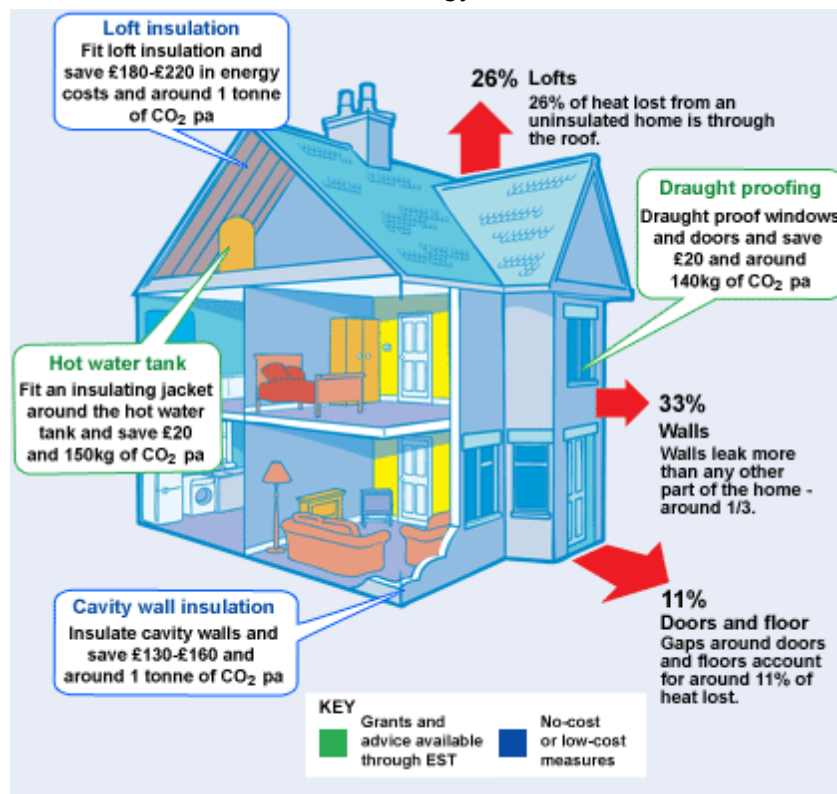 Loft insulation
Fit loft insulation and
save £180-£220 in energy
costs and around 1 tonne
of CO2 pa
26% Lofts
26% of heat lost from an
uninsulated home is through
the roof.
Draught proofing
Draught proof windows
and doors and save
£20 and around
140kg of CO2 pa
Hot water tank
Fit an insulating jacket
around the hot water
tank and save £20
and 150kg of CO2 pa
33%
Walls
Walls leak more
than any other
part of the home -
around 1/3.
11%
Doors and floor
Gaps around doors
and floors account
for around 11% of
heat lost.
Cavity wall insulation
Insulate cavity walls and
save £130-£160 and
around 1 tonne of CO2 pa
KEY
Grants and
advice available
through EST
No-cost
or low-cost
measures